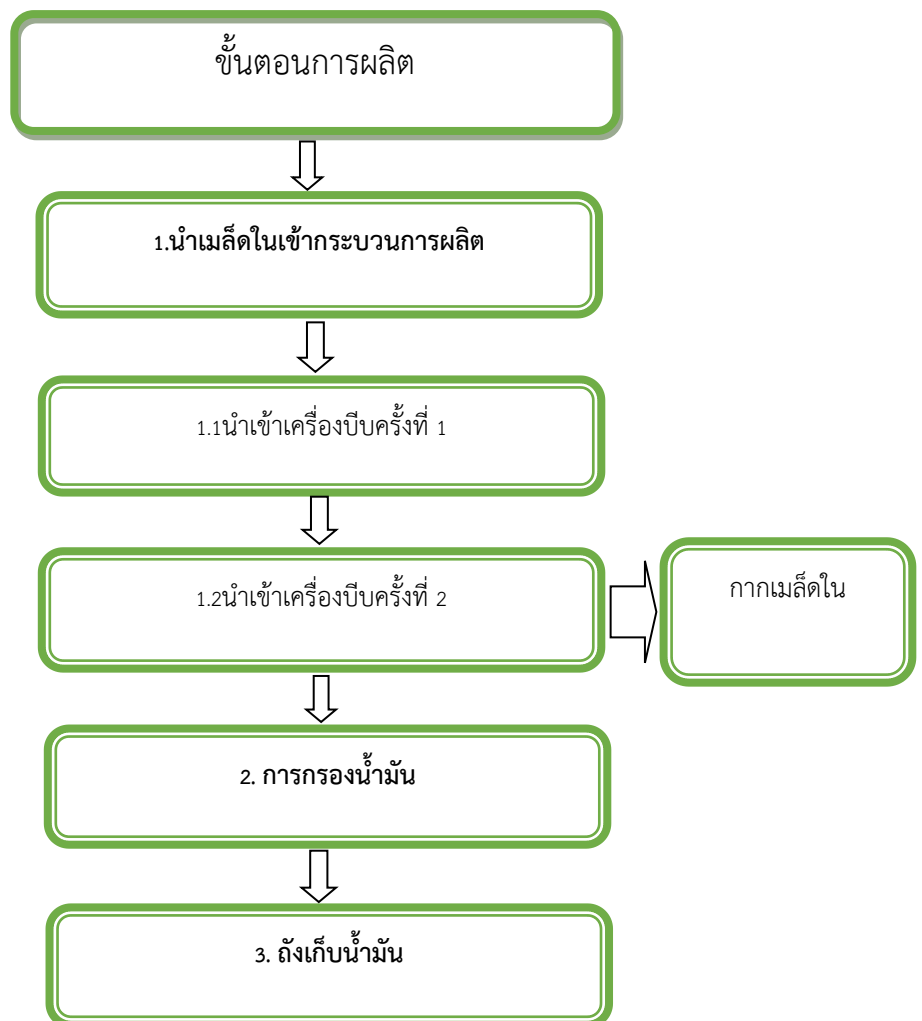 ขั้นตอนการผลิต
1.นำเมล็ดในเข้ากระบวนการผลิต
1.1นำเข้าเครื่องบีบครั้งที่ 1
1.2นำเข้าเครื่องบีบครั้งที่ 2
กากเมล็ดใน
2. การกรองน้ำมัน
3. ถังเก็บน้ำมัน